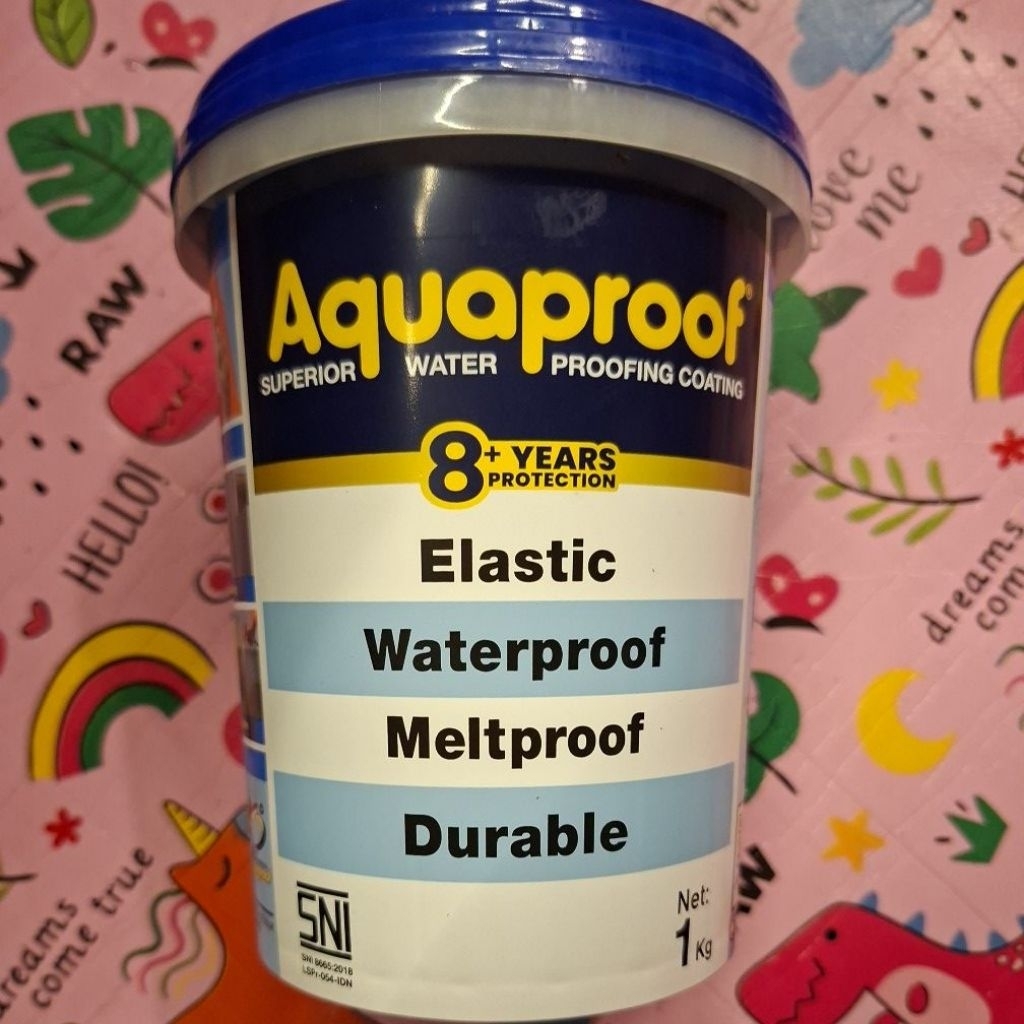 Aquaproof®
SUPERIOR WATER PROOFING COATING
8+ YEARS
PROTECTION
Elastic
Waterproof
Meltproof
Durable
SNI
SNI 8665:2018
LSPr-054-IDN
Net:
1 Kg
RAW
HELLO!
dreams
come true
love
me
dreams
com